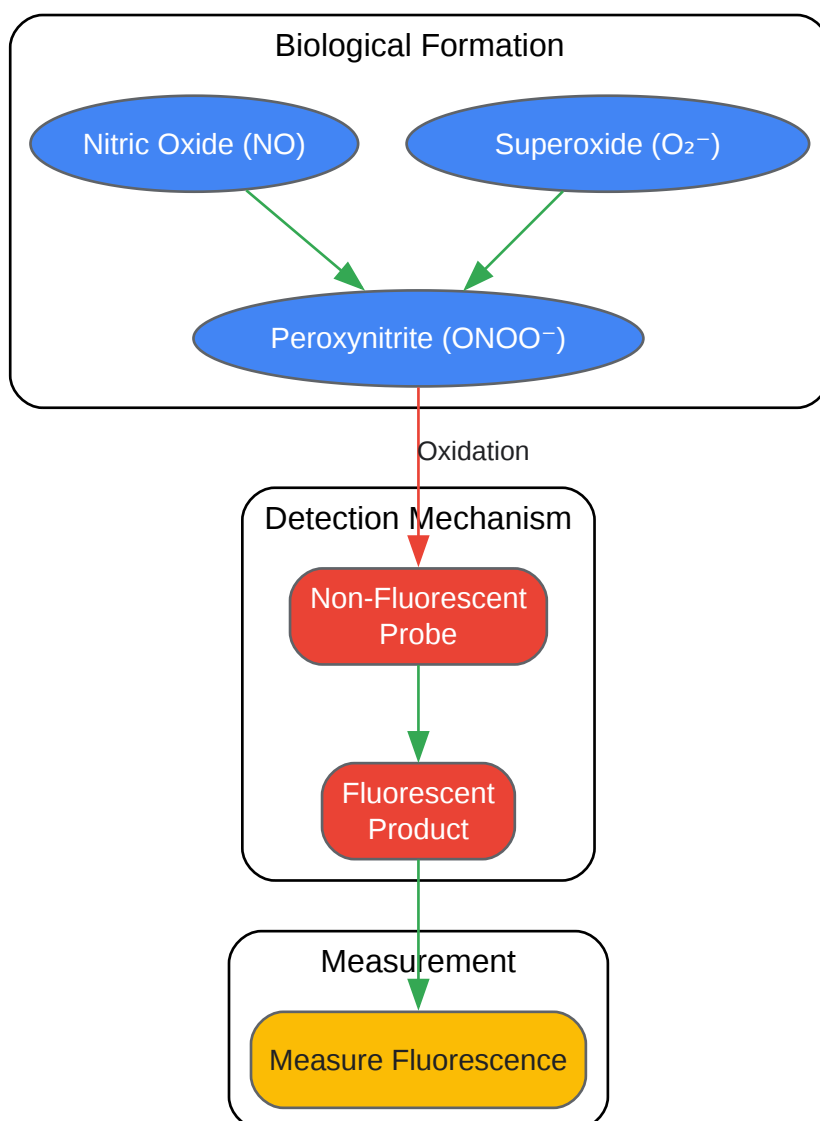 Biological Formation
Nitric Oxide (NO)
Superoxide (O₂⁻)
Peroxynitrite (ONOO⁻)
Oxidation
Detection Mechanism
Non-Fluorescent
Probe
Fluorescent
Product
Measurement
Measure Fluorescence